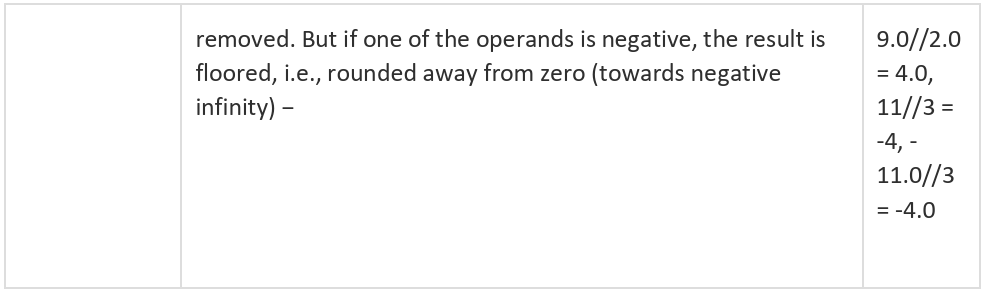 removed. But if one of the operands is negative, the result is
floored, i.e., rounded away from zero (towards negative
infinity) –
9.0//2.0
= 4.0,
11//3 =
-4, -
11.0//3
= -4.0